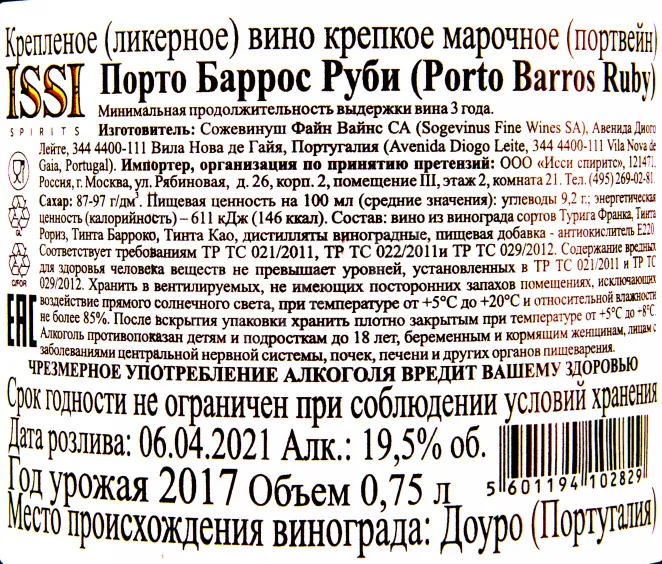 Крепленое (ликерное) вино крепкое марочное (портвейн)
ISSI
SPIRITS
Порто Баррос Руби (Porto Barros Ruby)
Минимальная продолжительность выдержки вина 3 года.
Изготовитель: Сожевинуш Файн Вайнс СА (Sogevinus Fine Wines SA), Авенида Диого
Лейте, 344 4400-111 Вила Нова де Гайя, Португалия (Avenida Diogo Leite, 344 4400-111 Vila Nova de
Gaia, Portugal). Импортер, организация по принятию претензий: ООО «Исси спиритс», 121471,
Россия, г. Москва, ул. Рябиновая, д. 26, корп. 2, помещение III, этаж 2, комната 21. Тел. (495) 269-02-81.
Сахар: 87-97 г/дм³. Пищевая ценность на 100 мл (средние значения): углеводы 9,2 г.; энергетическая
ценность (калорийность) – 611 кДж (146 ккал). Состав: вино из винограда сортов Турига Франка, Тинта
Рориз, Тинта Баррока, Тинта Као, дистилляты виноградные, пищевая добавка - антиокислитель Е220.
Соответствует требованиям ТР ТС 021/2011, ТР ТС 022/2011и ТР ТС 029/2012. Содержание вредных
для здоровья человека веществ не превышает уровней, установленных в ТР ТС 021/2011 и ТР ТС
029/2012. Хранить в вентилируемых, не имеющих посторонних запахов помещениях, исключающих
воздействие прямого солнечного света, при температуре от +5°С до +20°С и относительной влажности
не более 85%. После вскрытия упаковки хранить плотно закрытым при температуре от +5°С до +8°С.
Алкоголь противопоказан детям и подросткам до 18 лет, беременным и кормящим женщинам, лицам с
заболеваниями центральной нервной системы, почек, печени и других органов пищеварения.
GL
C/FOR
EAC
ЧРЕЗМЕРНОЕ УПОТРЕБЛЕНИЕ АЛКОГОЛЯ ВРЕДИТ ВАШЕМУ ЗДОРОВЬЮ
Срок годности не ограничен при соблюдении условий хранения
Дата розлива: 06.04.2021 Алк.: 19,5% об.
Год урожая 2017 Объем 0,75 л
5 601194 102829
Место происхождения винограда: Доуро (Португалия)